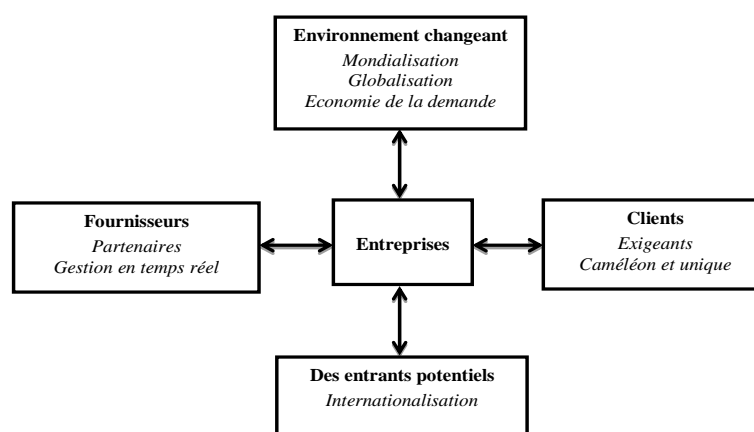 Environnement changeant
Mondialisation
Globalisation
Economie de la demande
Fournisseurs
Partenaires
Gestion en temps réel
Entreprises
Clients
Exigeants
Caméléon et unique
Des entrants potentiels
Internationalisation